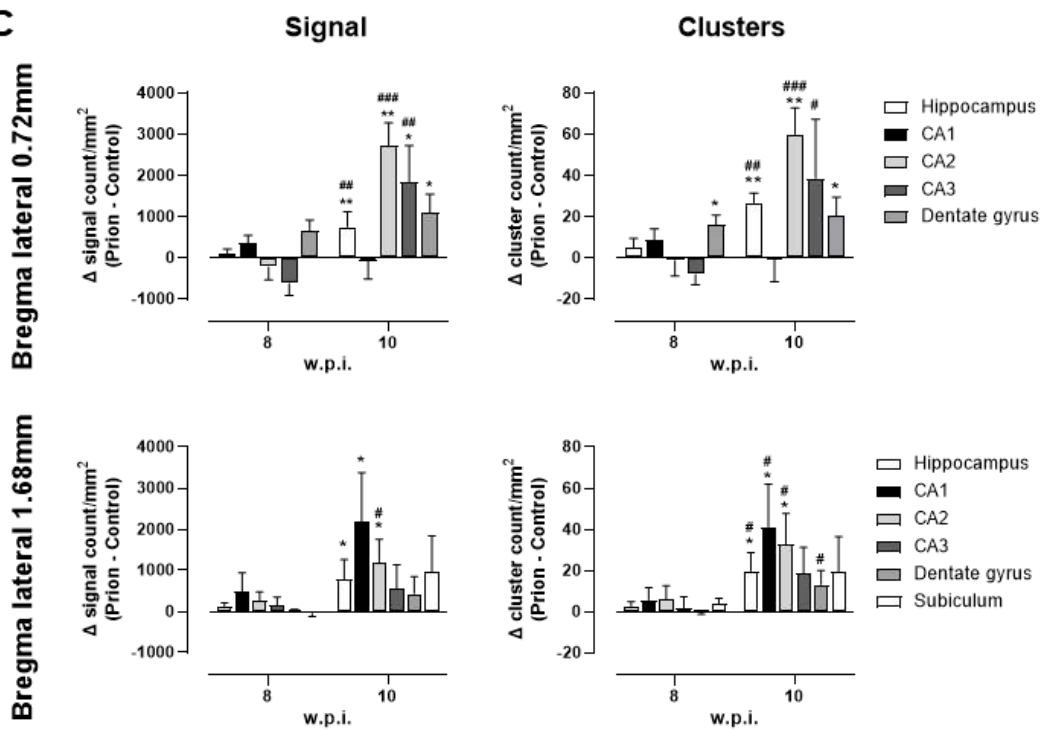 C
Signal
Clusters
Bregma lateral 0.72mm
Δ signal count/mm²
(Prion - Control)
4000
3000
2000
1000
0
-1000
###
**
##
*
##
**
*
8
10
w.p.i.
Δ cluster count/mm²
(Prion - Control)
80
60
40
20
0
-20
###
**
#
##
**
*
*
8
10
w.p.i.
Hippocampus
CA1
CA2
CA3
Dentate gyrus
Bregma lateral 1.68mm
Δ signal count/mm²
(Prion - Control)
4000
3000
2000
1000
0
-1000
*
#
*
*
8
10
w.p.i.
Δ cluster count/mm²
(Prion - Control)
80
60
40
20
0
-20
#
*
#
*
#
*
#
8
10
w.p.i.
Hippocampus
CA1
CA2
CA3
Dentate gyrus
Subiculum